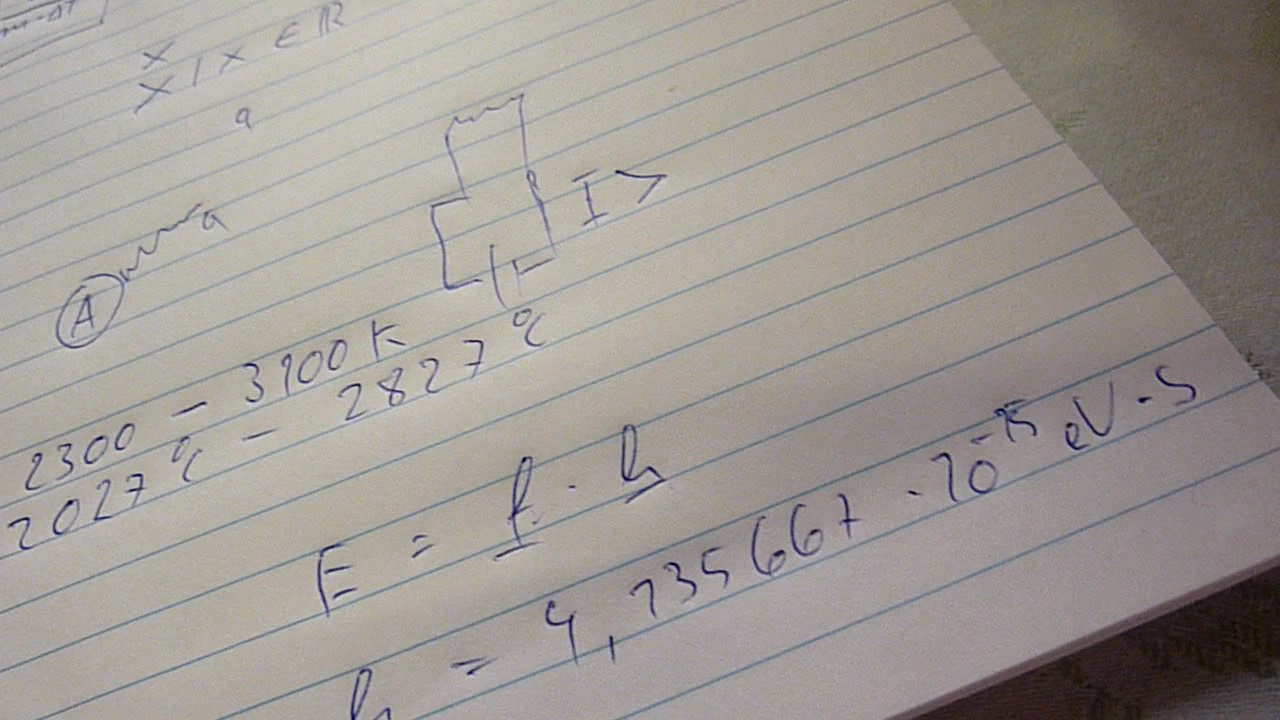 x
x / x ∈ ℝ
a
A a
I >
2300 - 3100 K
2027 °C - 2827 °C
E = f · h
h = 4,135667 · 10⁻¹⁵ eV · s